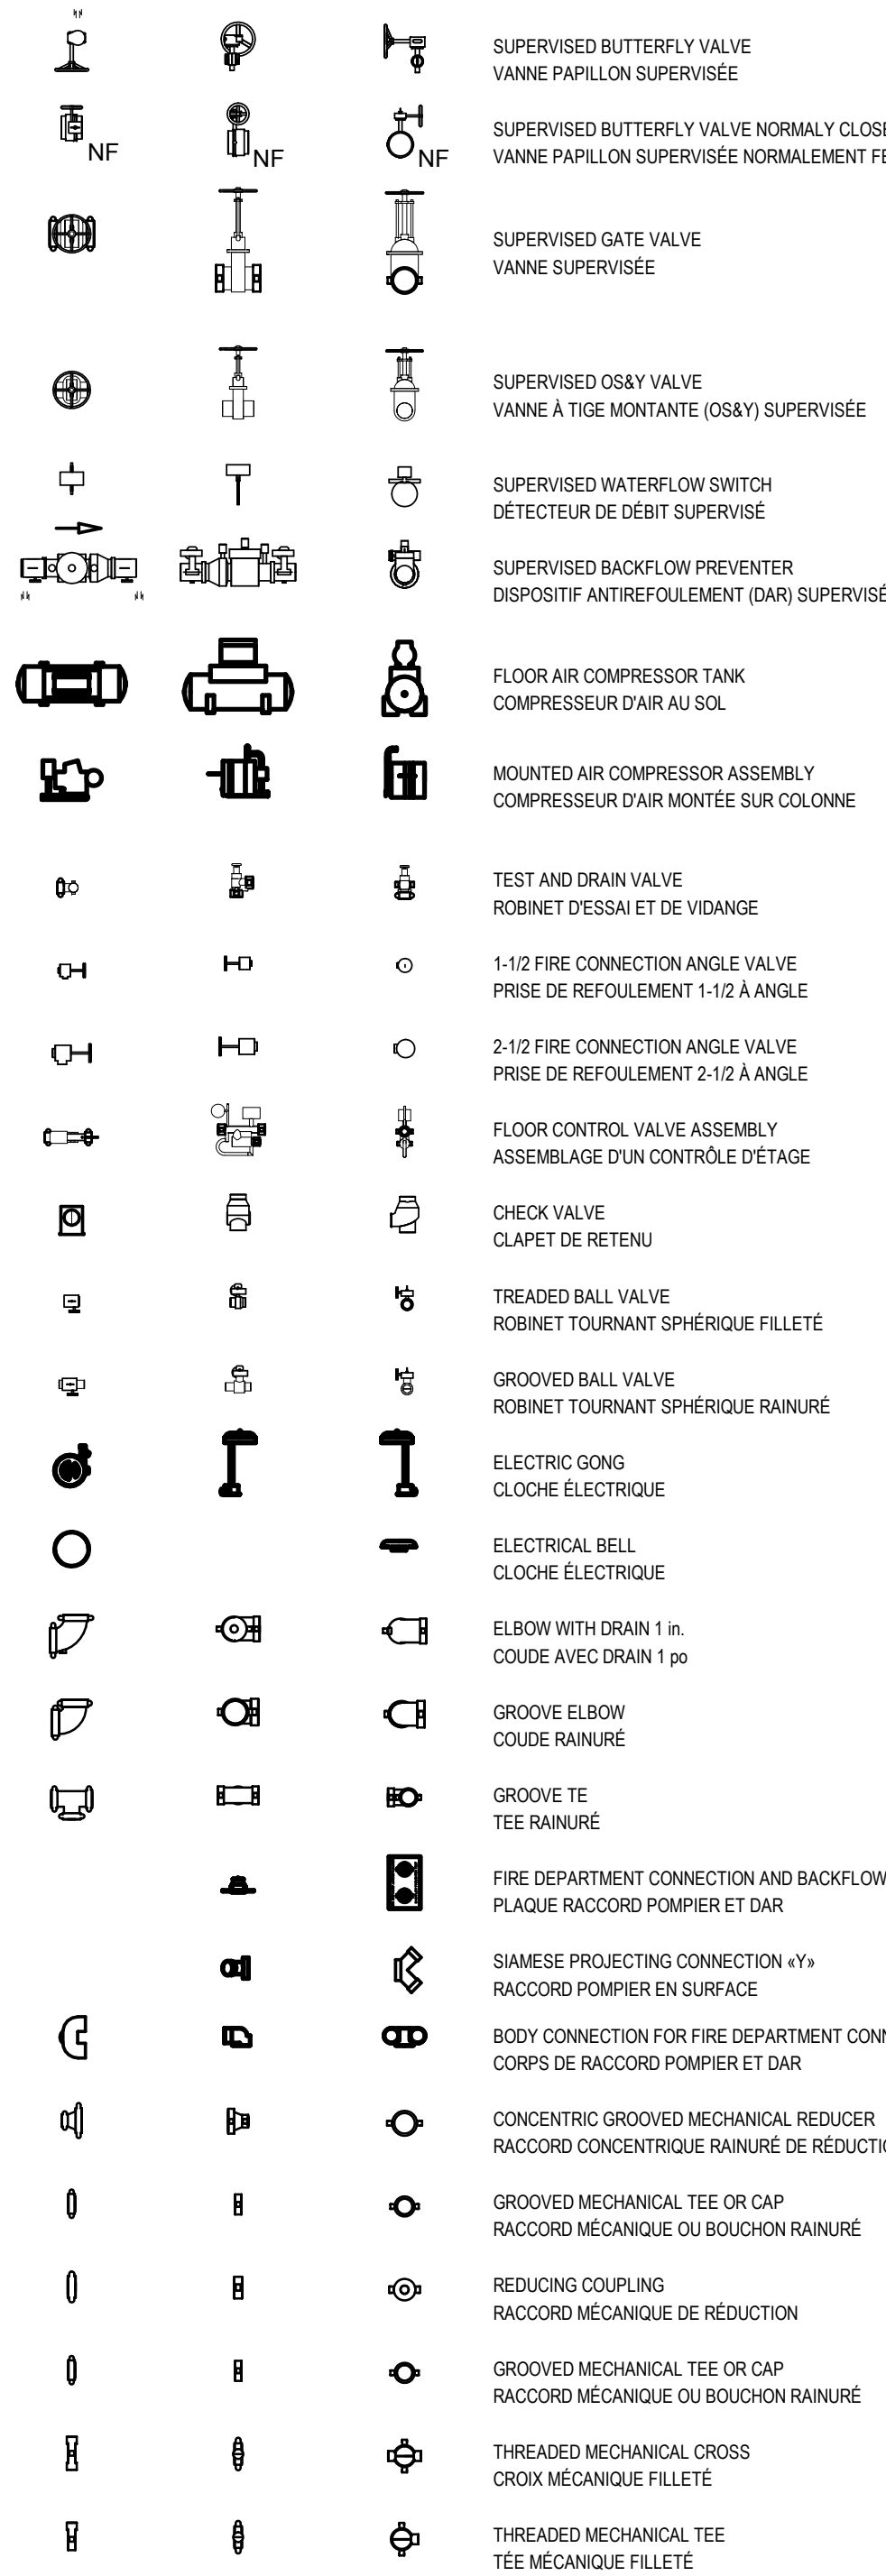 SUPERVISED BUTTERFLY VALVE
VANNE PAPILLON SUPERVISÉE
NF
NF
NF
SUPERVISED BUTTERFLY VALVE NORMALY CLOSE
VANNE PAPILLON SUPERVISÉE NORMALEMENT FE
SUPERVISED GATE VALVE
VANNE SUPERVISÉE
SUPERVISED OS&Y VALVE
VANNE À TIGE MONTANTE (OS&Y) SUPERVISÉE
SUPERVISED WATERFLOW SWITCH
DÉTECTEUR DE DÉBIT SUPERVISÉ
SUPERVISED BACKFLOW PREVENTER
DISPOSITIF ANTIREFOULEMENT (DAR) SUPERVISÉ
FLOOR AIR COMPRESSOR TANK
COMPRESSEUR D'AIR AU SOL
MOUNTED AIR COMPRESSOR ASSEMBLY
COMPRESSEUR D'AIR MONTÉE SUR COLONNE
TEST AND DRAIN VALVE
ROBINET D'ESSAI ET DE VIDANGE
1-1/2 FIRE CONNECTION ANGLE VALVE
PRISE DE REFOULEMENT 1-1/2 À ANGLE
2-1/2 FIRE CONNECTION ANGLE VALVE
PRISE DE REFOULEMENT 2-1/2 À ANGLE
FLOOR CONTROL VALVE ASSEMBLY
ASSEMBLAGE D'UN CONTRÔLE D'ÉTAGE
CHECK VALVE
CLAPET DE RETENU
TREADED BALL VALVE
ROBINET TOURNANT SPHÉRIQUE FILLETÉ
GROOVED BALL VALVE
ROBINET TOURNANT SPHÉRIQUE RAINURÉ
ELECTRIC GONG
CLOCHE ÉLECTRIQUE
ELECTRICAL BELL
CLOCHE ÉLECTRIQUE
ELBOW WITH DRAIN 1 in.
COUDE AVEC DRAIN 1 po
GROOVE ELBOW
COUDE RAINURÉ
GROOVE TE
TEE RAINURÉ
FIRE DEPARTMENT CONNECTION AND BACKFLOW
PLAQUE RACCORD POMPIER ET DAR
SIAMESE PROJECTING CONNECTION «Y»
RACCORD POMPIER EN SURFACE
BODY CONNECTION FOR FIRE DEPARTMENT CONN
CORPS DE RACCORD POMPIER ET DAR
CONCENTRIC GROOVED MECHANICAL REDUCER
RACCORD CONCENTRIQUE RAINURÉ DE RÉDUCTIO
GROOVED MECHANICAL TEE OR CAP
RACCORD MÉCANIQUE OU BOUCHON RAINURÉ
REDUCING COUPLING
RACCORD MÉCANIQUE DE RÉDUCTION
GROOVED MECHANICAL TEE OR CAP
RACCORD MÉCANIQUE OU BOUCHON RAINURÉ
THREADED MECHANICAL CROSS
CROIX MÉCANIQUE FILLETÉ
THREADED MECHANICAL TEE
TÉE MÉCANIQUE FILLETÉ